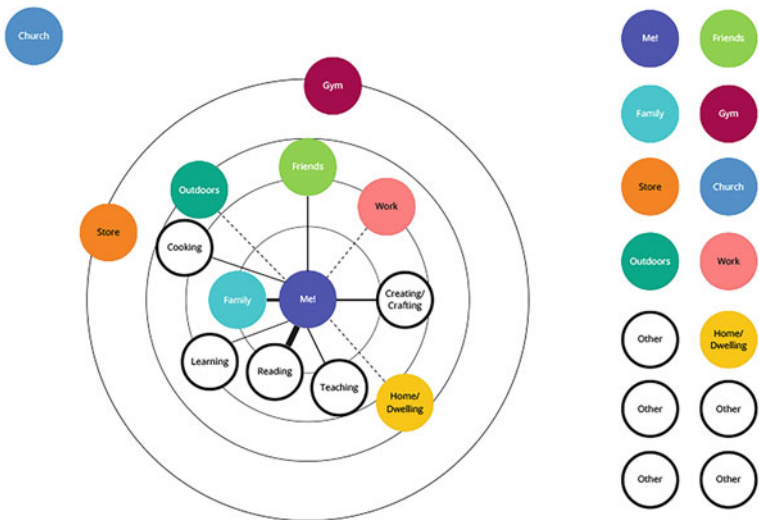 Church
Me!
Friends
Gym
Family
Gym
Friends
Outdoors
Work
Store
Church
Store
Cooking
Outdoors
Work
Family
Me!
Creating/
Crafting
Other
Home/
Dwelling
Learning
Reading
Teaching
Home/
Dwelling
Other
Other
Other
Other